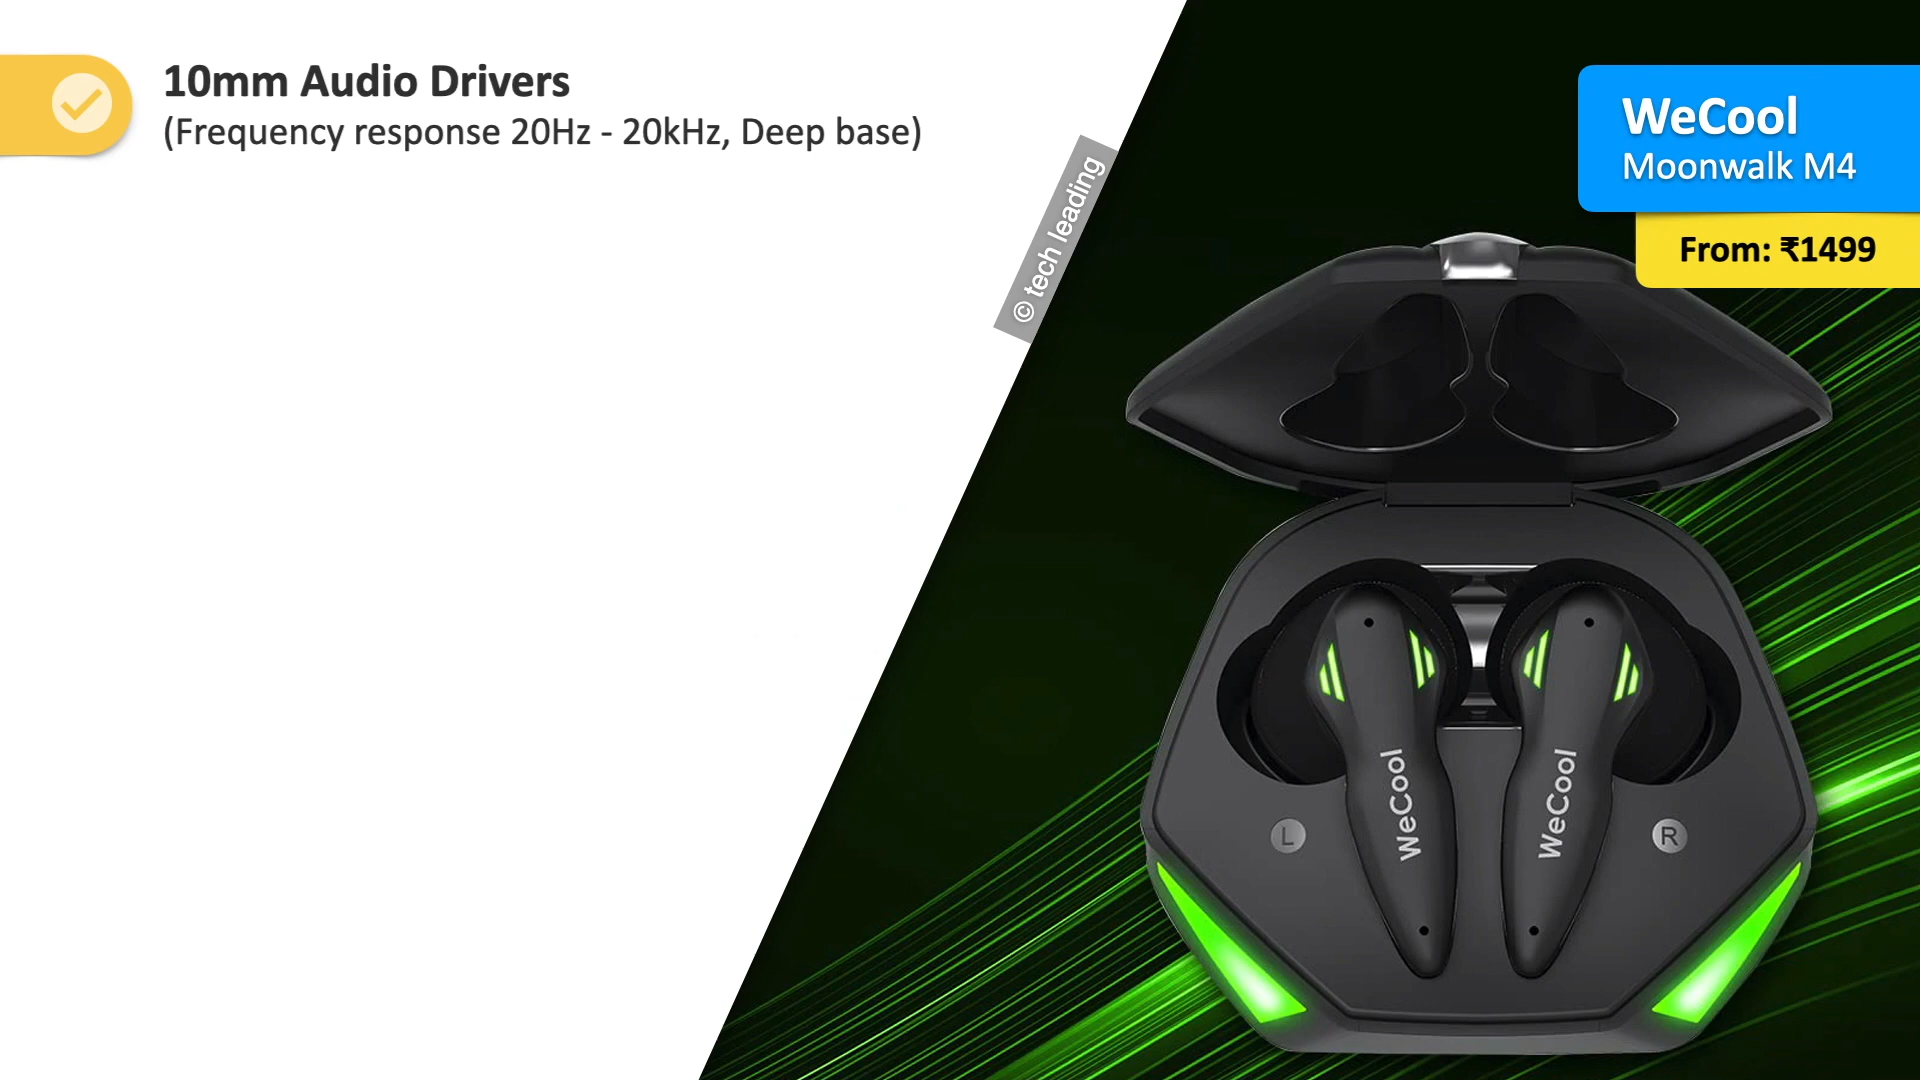 10mm Audio Drivers
(Frequency response 20Hz - 20kHz, Deep base)
© tech leading
WeCool
Moonwalk M4
From: ₹1499
WeCool
WeCool
L
R